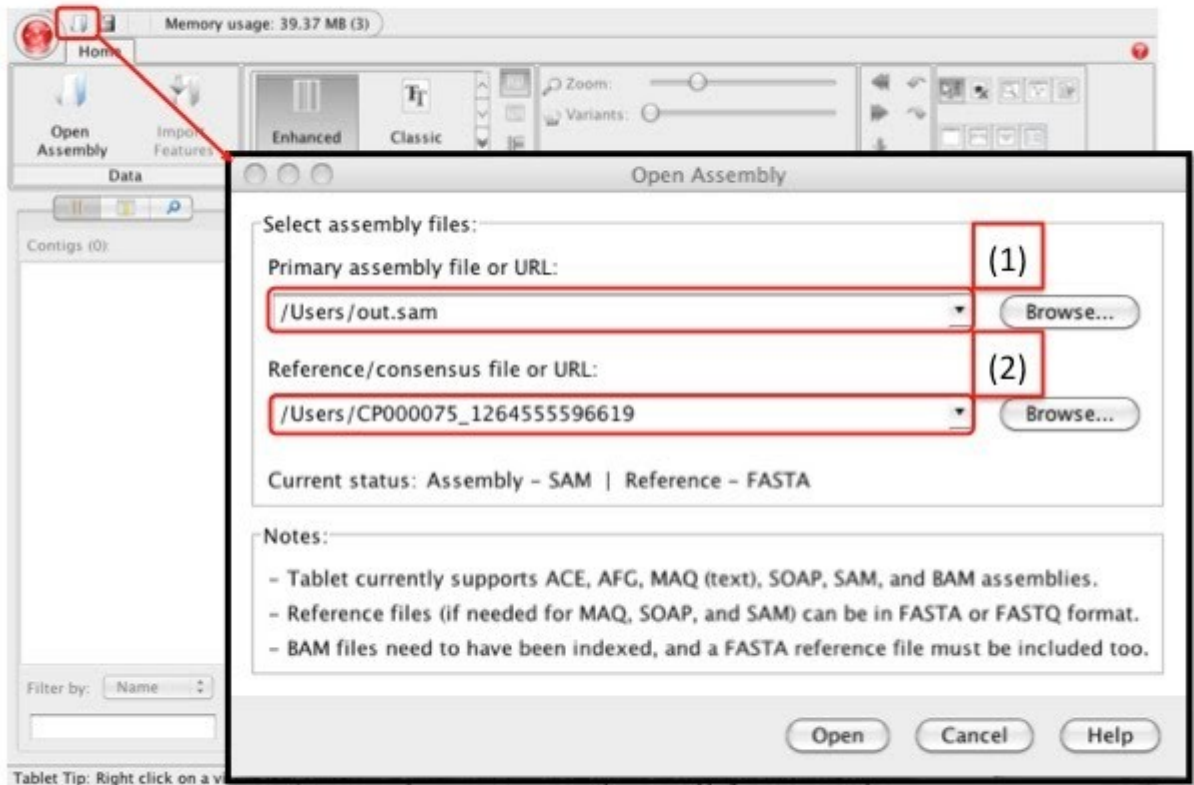 Memory usage: 39.37 MB (3)
Home
Zoom:
Variants:
Open Assembly
Import Features
Enhanced
Classic
Data
Open Assembly
Contigs (0):
Select assembly files:
Primary assembly file or URL:
(1)
/Users/out.sam
Browse...
Reference/consensus file or URL:
(2)
/Users/CP000075_1264555596619
Browse...
Current status: Assembly – SAM | Reference – FASTA
Notes:
– Tablet currently supports ACE, AFG, MAQ (text), SOAP, SAM, and BAM assemblies.
– Reference files (if needed for MAQ, SOAP, and SAM) can be in FASTA or FASTQ format.
– BAM files need to have been indexed, and a FASTA reference file must be included too.
Filter by:
Name
Open
Cancel
Help
Tablet Tip: Right click on a